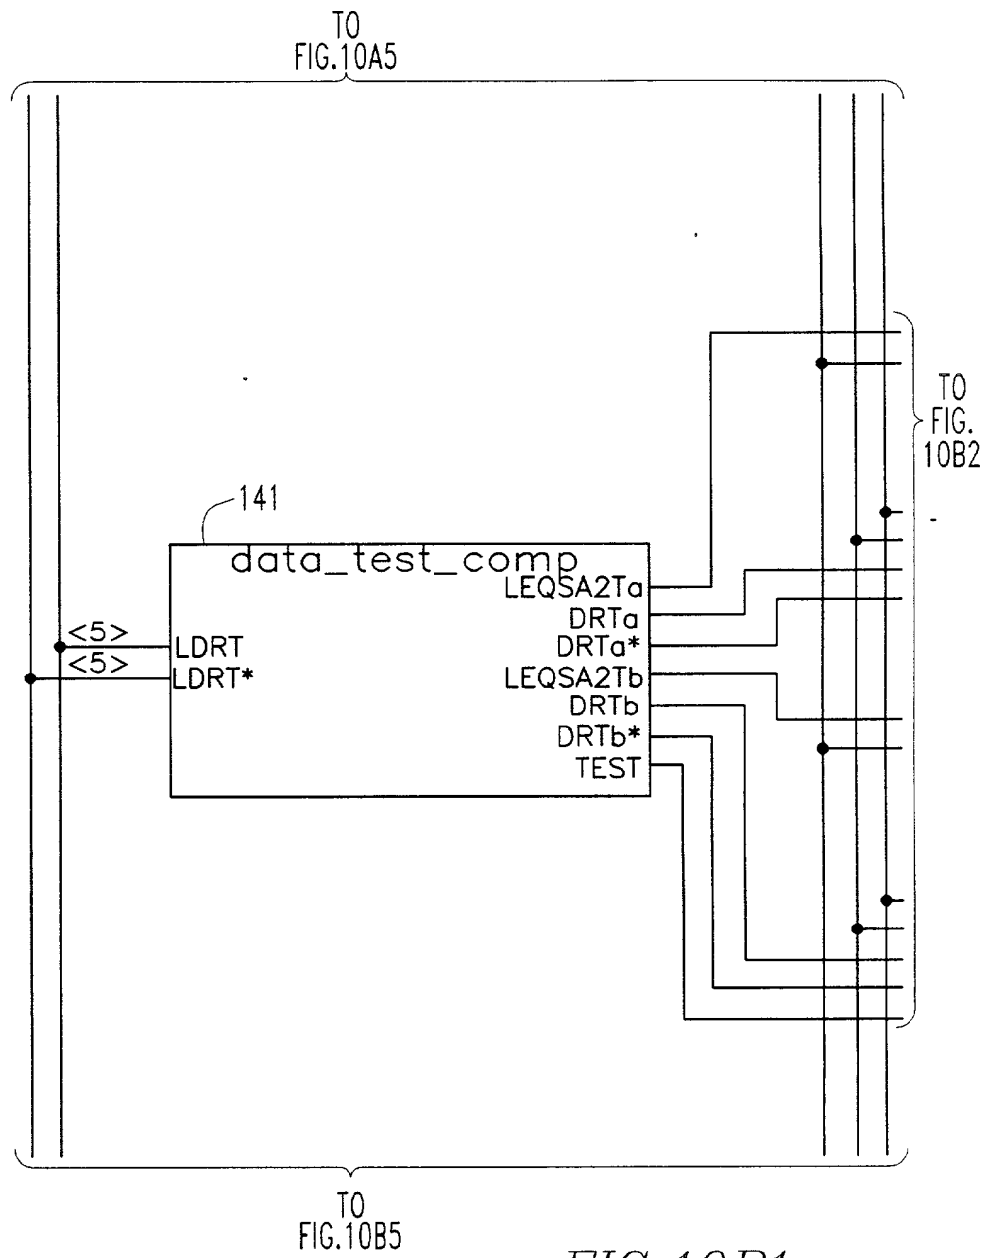 TO
FIG.10A5
TO
FIG.
10B2
141
data_test_comp
LEQSA2Ta
DRTa
<5>
LDRT
DRTa*
<5>
LDRT*
LEQSA2Tb
DRTb
DRTb*
TEST
TO
FIG.10B5
FIG.10B1